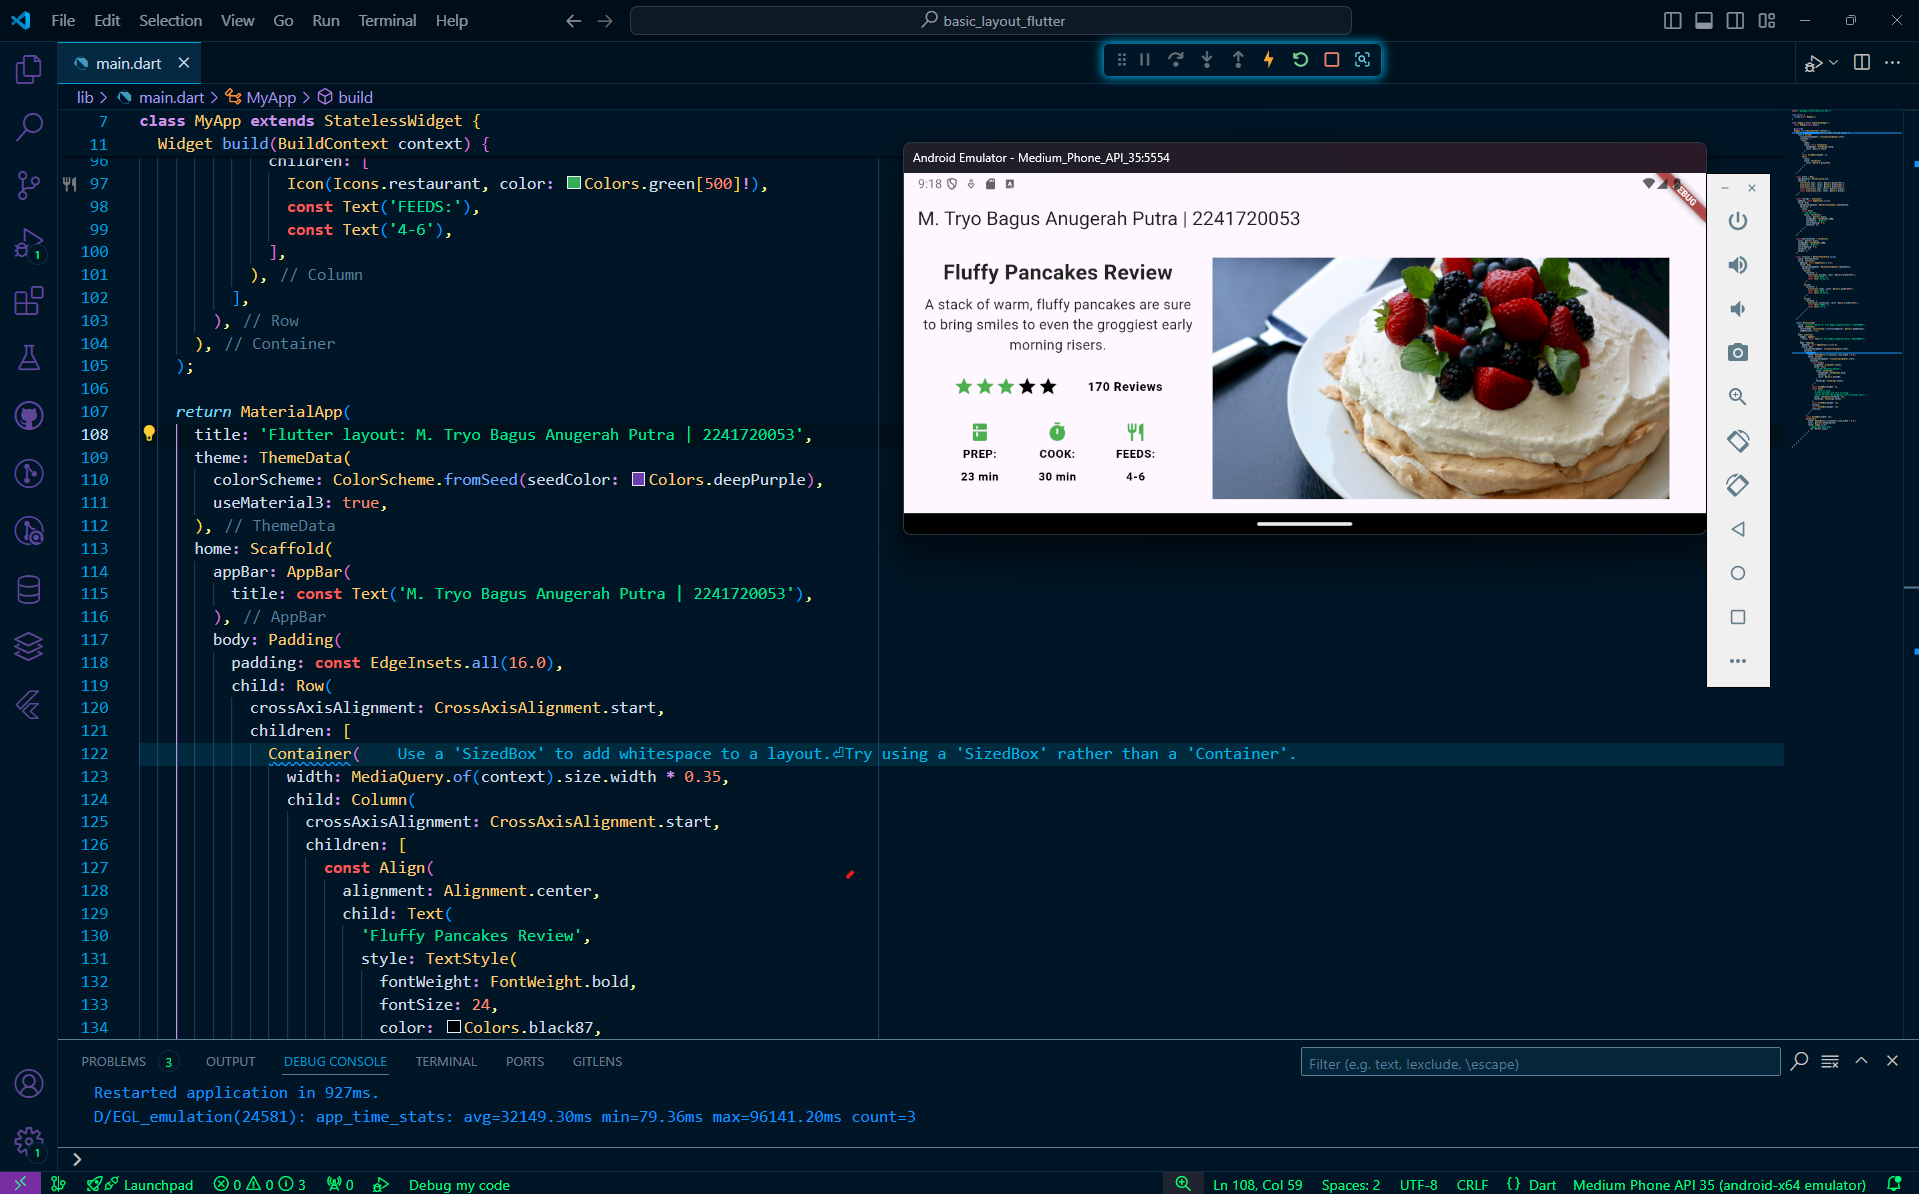 File Edit Selection View Go Run Terminal Help
basic_layout_flutter
main.dart
lib > main.dart > MyApp > build
7 class MyApp extends StatelessWidget {
11 Widget build(BuildContext context) {
96 children: [
97 Icon(Icons.restaurant, color: Colors.green[500]!),
98 const Text('FEEDS:'),
99 const Text('4-6'),
100 ],
101 ), // Column
102 ],
103 ), // Row
104 ), // Container
105 );
106
107 return MaterialApp(
108 title: 'Flutter layout: M. Tryo Bagus Anugerah Putra | 2241720053',
109 theme: ThemeData(
110 colorScheme: ColorScheme.fromSeed(seedColor: Colors.deepPurple),
111 useMaterial3: true,
112 ), // ThemeData
113 home: Scaffold(
114 appBar: AppBar(
115 title: const Text('M. Tryo Bagus Anugerah Putra | 2241720053'),
116 ), // AppBar
117 body: Padding(
118 padding: const EdgeInsets.all(16.0),
119 child: Row(
120 crossAxisAlignment: CrossAxisAlignment.start,
121 children: [
122 Container( Use a 'SizedBox' to add whitespace to a layout.⏎Try using a 'SizedBox' rather than a 'Container'.
123 width: MediaQuery.of(context).size.width * 0.35,
124 child: Column(
125 crossAxisAlignment: CrossAxisAlignment.start,
126 children: [
127 const Align(
128 alignment: Alignment.center,
129 child: Text(
130 'Fluffy Pancakes Review',
131 style: TextStyle(
132 fontWeight: FontWeight.bold,
133 fontSize: 24,
134 color: Colors.black87,
Android Emulator - Medium_Phone_API_35:5554
9:18
DEBUG
M. Tryo Bagus Anugerah Putra | 2241720053
Fluffy Pancakes Review
A stack of warm, fluffy pancakes are sure
to bring smiles to even the groggiest early
morning risers.
170 Reviews
PREP: COOK: FEEDS:
23 min 30 min 4-6
PROBLEMS 3 OUTPUT DEBUG CONSOLE TERMINAL PORTS GITLENS
Filter (e.g. text, !exclude, \escape)
Restarted application in 927ms.
D/EGL_emulation(24581): app_time_stats: avg=32149.30ms min=79.36ms max=96141.20ms count=3
1
1
Launchpad 0 0 3 0 Debug my code Ln 108, Col 59 Spaces: 2 UTF-8 CRLF {} Dart Medium Phone API 35 (android-x64 emulator)